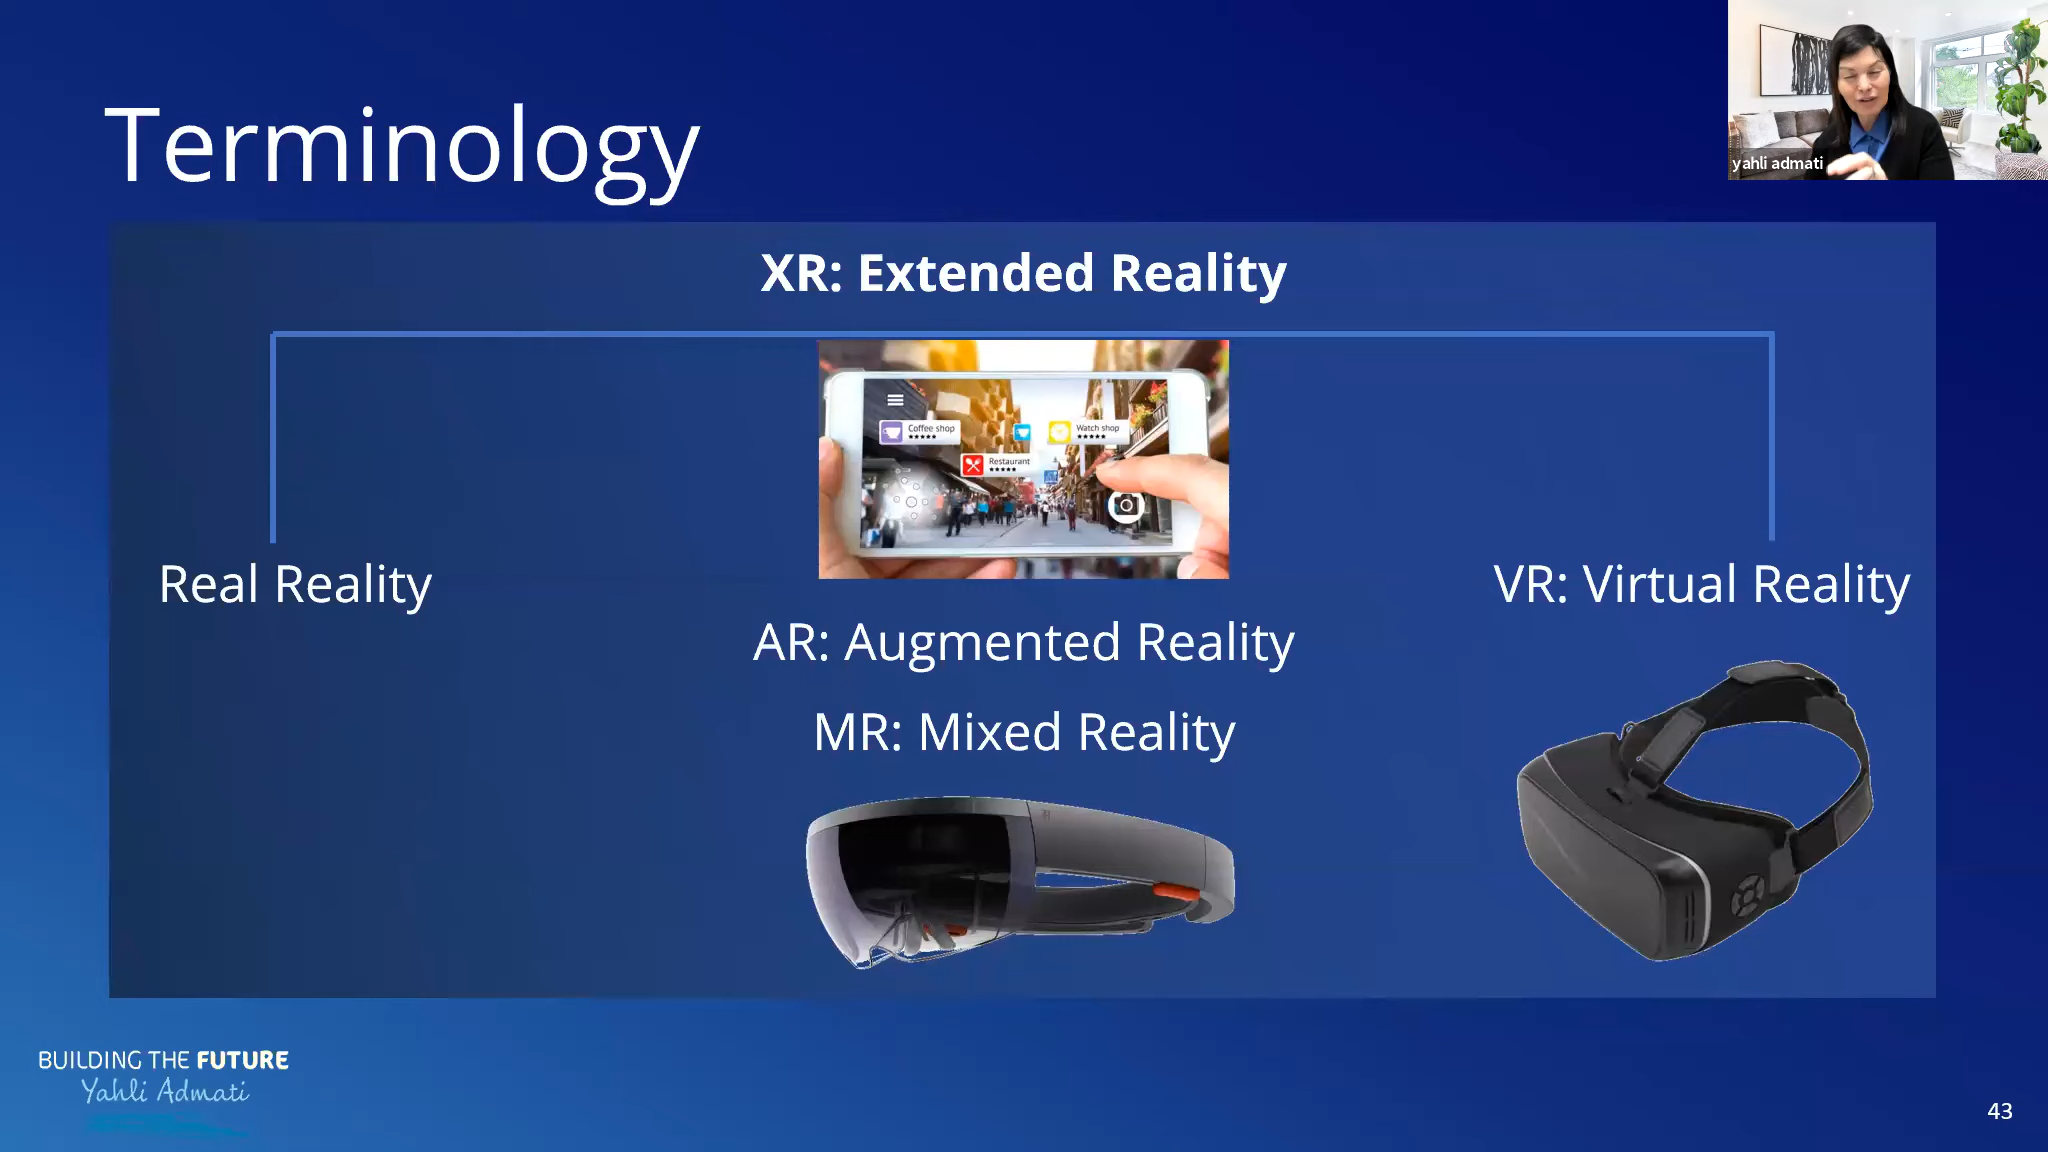 Terminology
yahli admati
XR: Extended Reality
Coffee shop
Watch shop
Restaurant
Real Reality
VR: Virtual Reality
AR: Augmented Reality
MR: Mixed Reality
BUILDING THE FUTURE
Yahli Admati
43